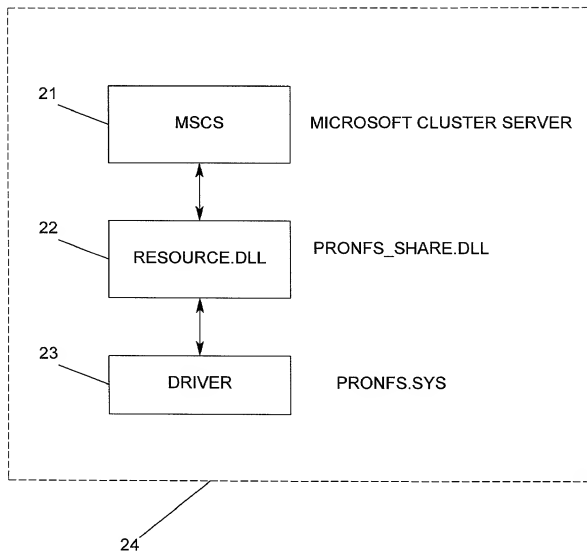 21
MSCS
MICROSOFT CLUSTER SERVER
22
RESOURCE.DLL
PRONFS_SHARE.DLL
23
DRIVER
PRONFS.SYS
24